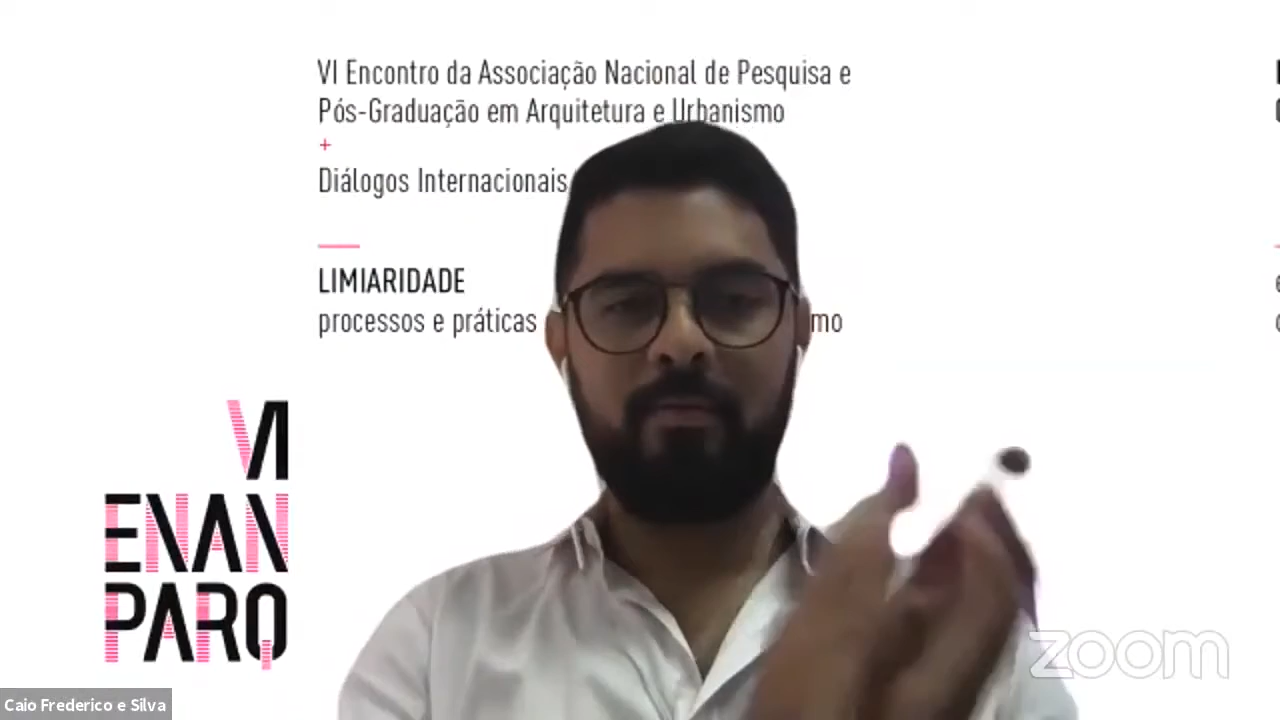 VI Encontro da Associação Nacional de Pesquisa e
Pós-Graduação em Arquitetura e Urbanismo
+
Diálogos Internacionais
LIMIARIDADE
processos e práticas mo
VI
ENAN
PARQ
zoom
Caio Frederico e Silva